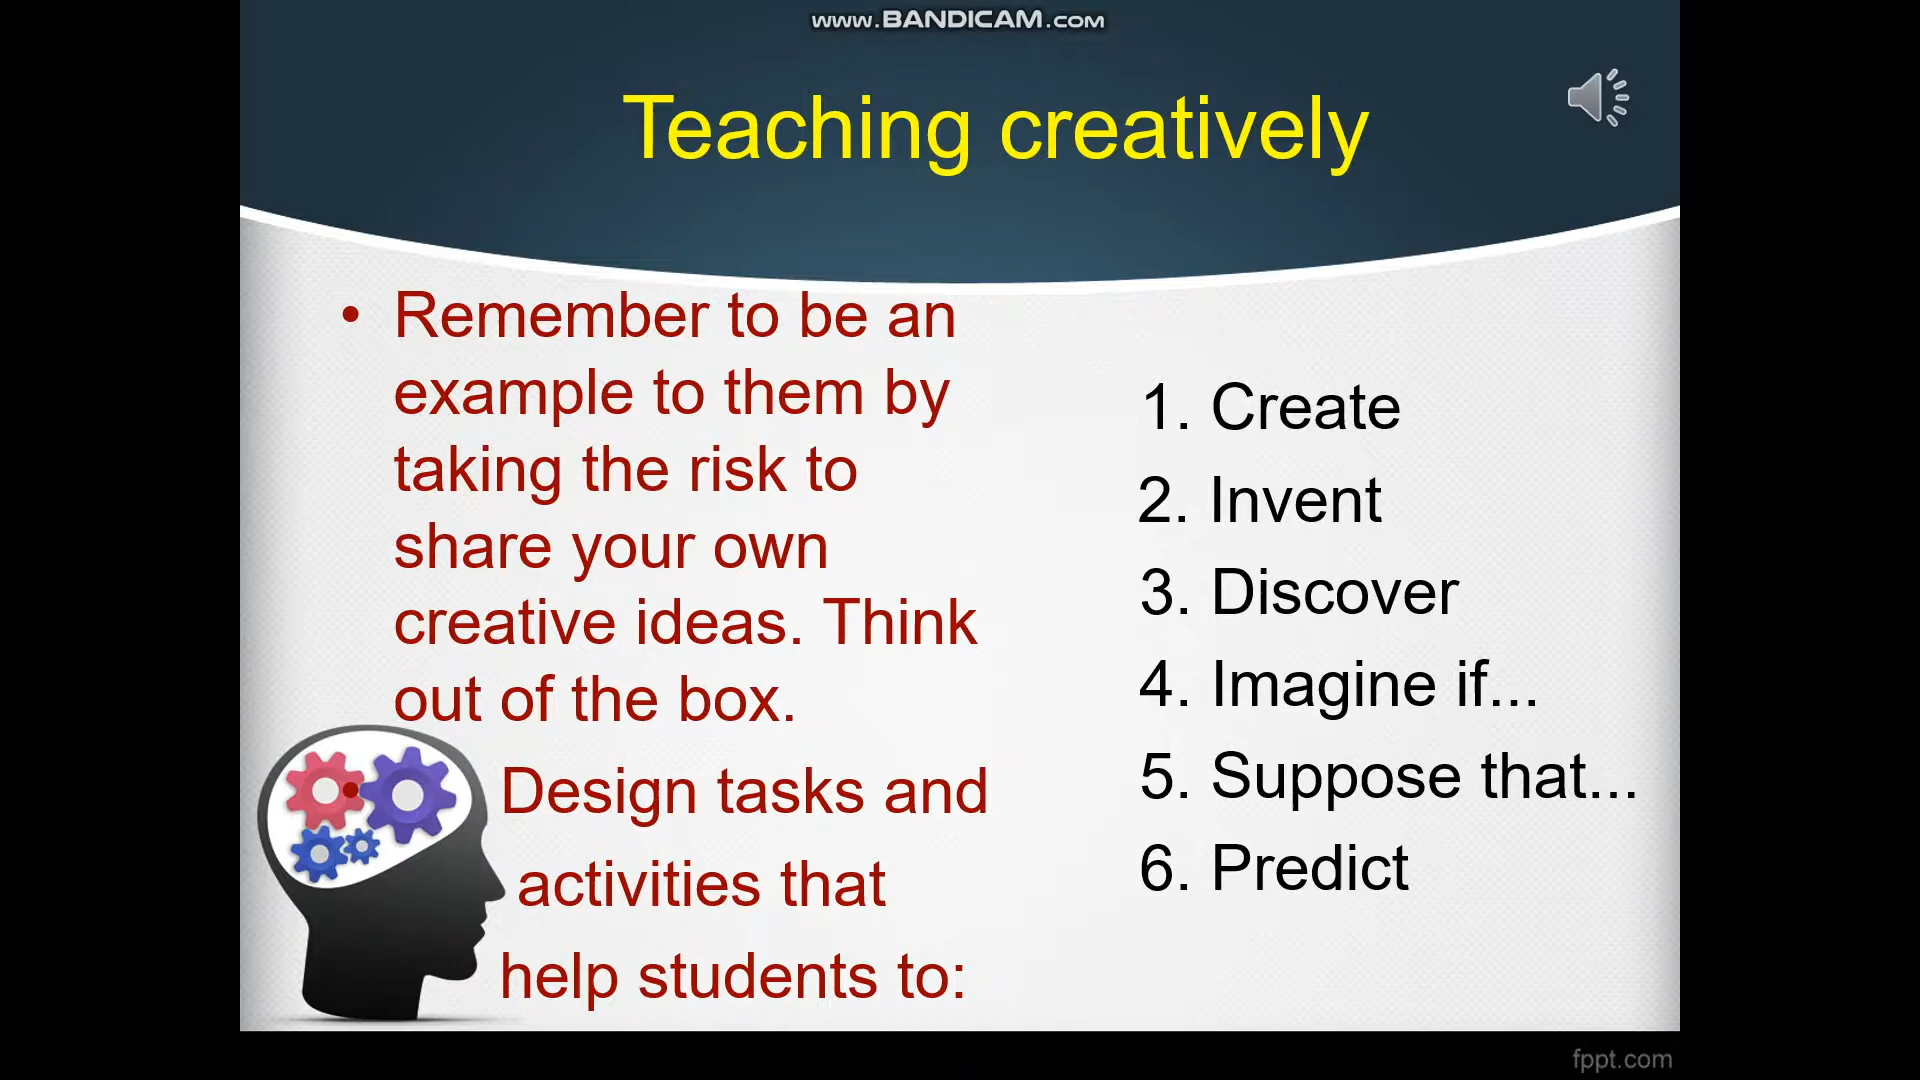 www.BANDICAM.com
Teaching creatively
• Remember to be an
example to them by
taking the risk to
share your own
creative ideas. Think
out of the box.
• Design tasks and
activities that
help students to:
1. Create
2. Invent
3. Discover
4. Imagine if...
5. Suppose that...
6. Predict
fppt.com